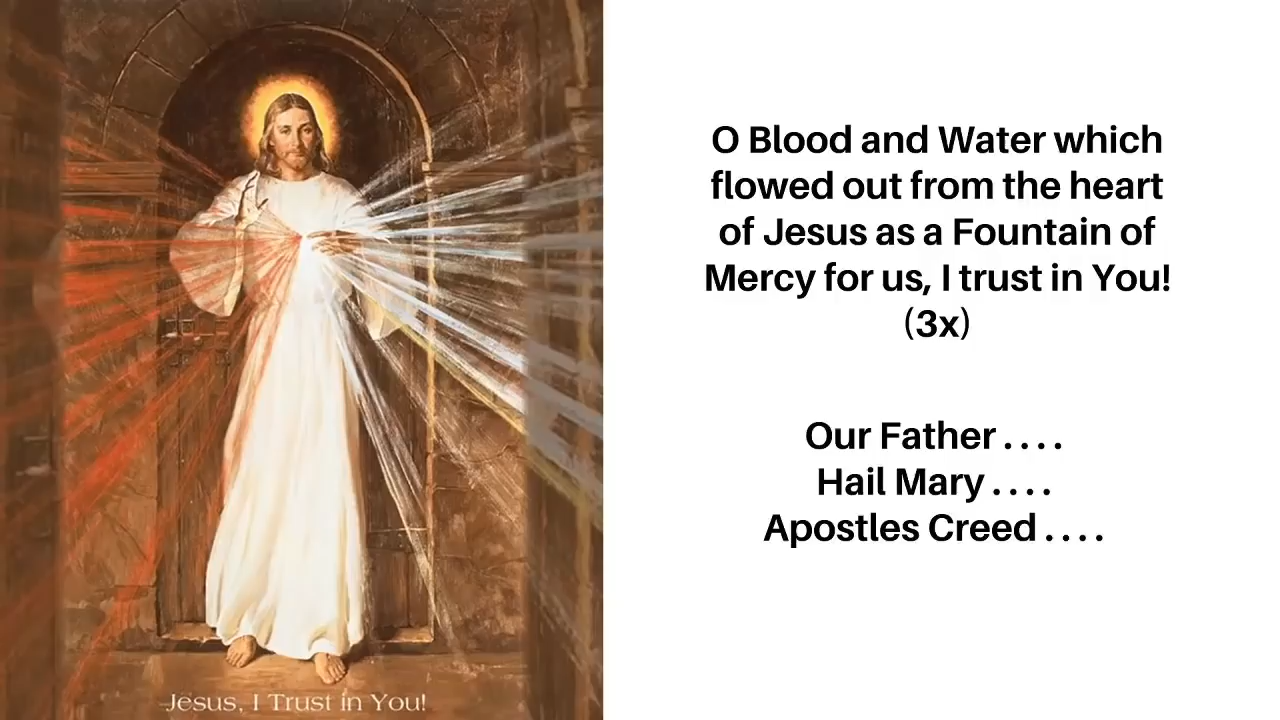 O Blood and Water which
flowed out from the heart
of Jesus as a Fountain of
Mercy for us, I trust in You!
(3x)
Our Father . . . .
Hail Mary . . . .
Apostles Creed . . . .
Jesus, I Trust in You!